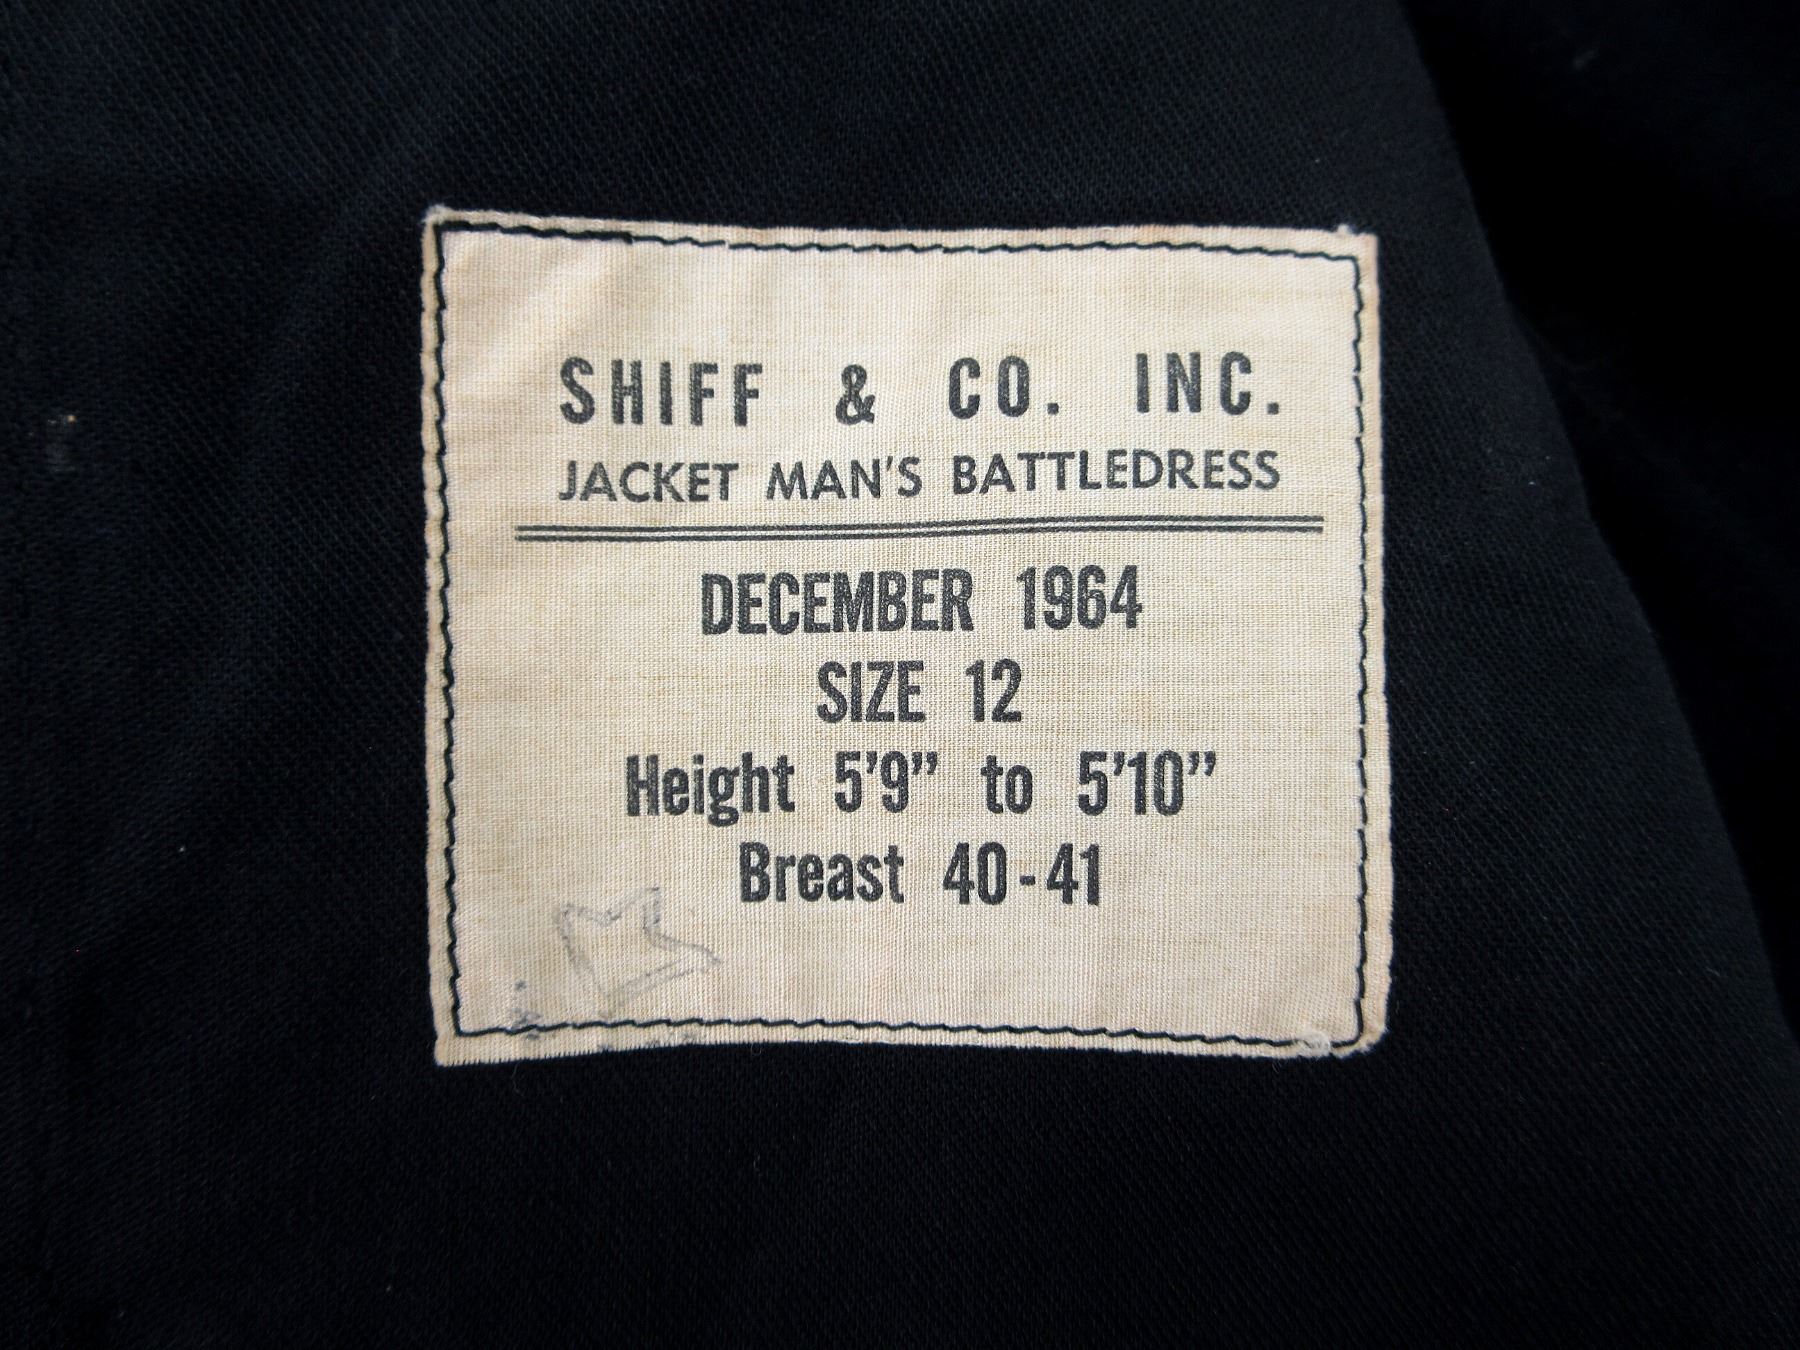 SHIFF & CO. INC.
JACKET MAN'S BATTLEDRESS
DECEMBER 1964
SIZE 12
Height 5'9” to 5'10”
Breast 40-41